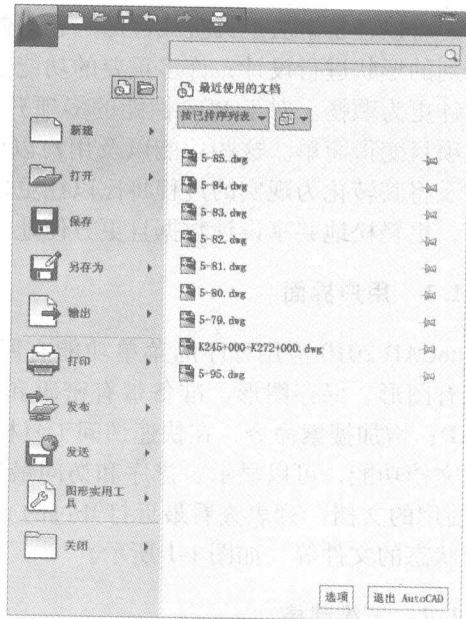 最近使用的文档
按已排序列表
新建
打开
保存
另存为
输出
打印
发布
发送
图形实用工
具
关闭
5-85.dwg
5-84.dwg
5-83.dwg
5-82.dwg
5-81.dwg
5-80.dwg
5-79.dwg
K245+000-K272+000.dwg
5-95.dwg
选项
退出 AutoCAD